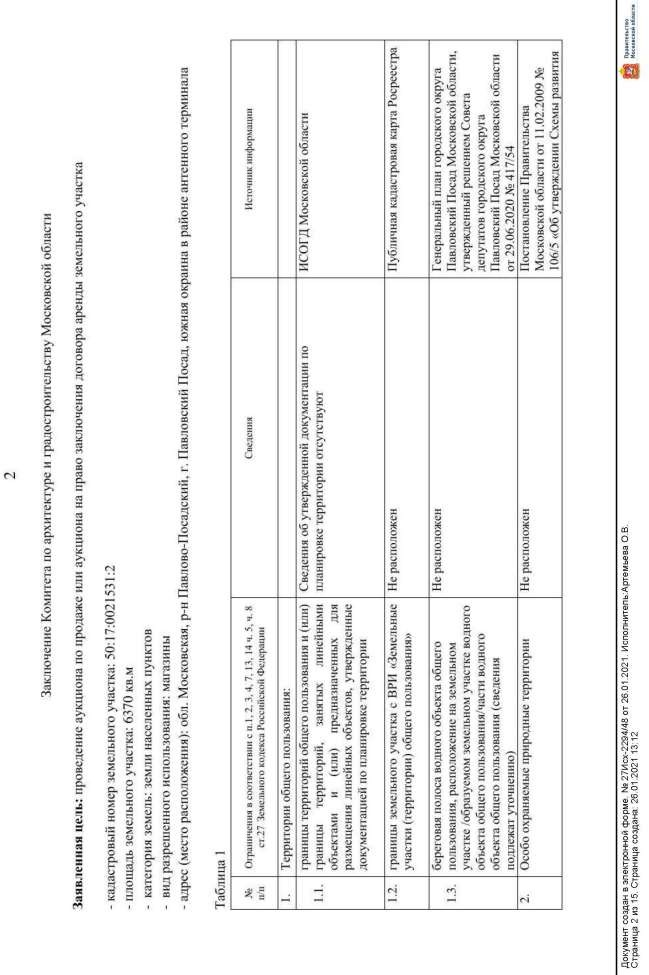 2
Заключение Комитета по архитектуре и градостроительству Московской области
Заявленная цель: проведение аукциона по продаже или аукциона на право заключения договора аренды земельного участка
- кадастровый номер земельного участка: 50:17:0021531:2
- площадь земельного участка: 6370 кв.м
- категория земель: земли населенных пунктов
- вид разрешенного использования: магазины
- адрес (место расположения): обл. Московская, р-н Павлово-Посадский, г. Павловский Посад, южная окраина в районе антенного терминала
Таблица 1
№
п/п
Ограничения в соответствии с п.1, 2, 3, 4, 7, 13, 14 ч. 5, ч. 8
ст.27 Земельного кодекса Российской Федерации
Сведения
Источник информации
1.
Территории общего пользования:
1.1.
границы территорий общего пользования и (или)
границы территорий, занятых линейными
объектами и (или) предназначенных для
размещения линейных объектов, утвержденные
документацией по планировке территории
Сведения об утвержденной документации по
планировке территории отсутствуют
ИСОГД Московской области
1.2.
границы земельного участка с ВРИ «Земельные
участки (территории) общего пользования»
Не расположен
Публичная кадастровая карта Росреестра
1.3.
береговая полоса водного объекта общего
пользования, расположение на земельном
участке (образуемом земельном участке водного
объекта общего пользования/части водного
объекта общего пользования (сведения
подлежат уточнению)
Не расположен
Генеральный план городского округа
Павловский Посад Московской области,
утвержденный решением Совета
депутатов городского округа
Павловский Посад Московской области
от 29.06.2020 № 417/54
2.
Особо охраняемые природные территории
Не расположен
Постановление Правительства
Московской области от 11.02.2009 №
106/5 «Об утверждении Схемы развития
Документ создан в электронной форме. № 27Исх-2294/48 от 26.01.2021. Исполнитель:Артемьева О.В.
Страница 2 из 15. Страница создана: 26.01.2021 13:12
Правительство
Московской области